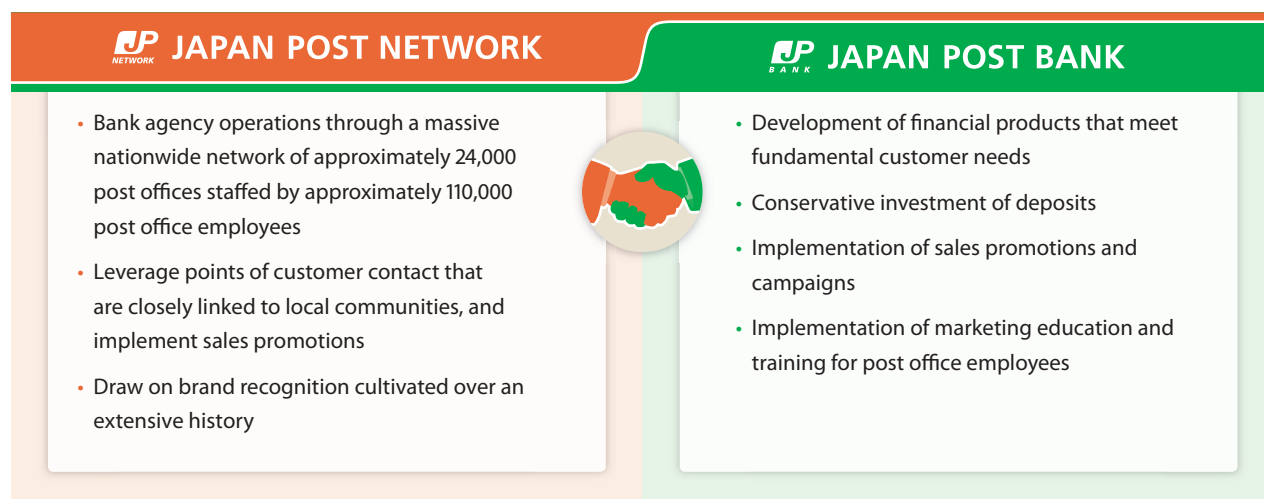 JP NETWORK JAPAN POST NETWORK
JP BANK JAPAN POST BANK
• Bank agency operations through a massive
nationwide network of approximately 24,000
post offices staffed by approximately 110,000
post office employees
• Leverage points of customer contact that
are closely linked to local communities, and
implement sales promotions
• Draw on brand recognition cultivated over an
extensive history
• Development of financial products that meet
fundamental customer needs
• Conservative investment of deposits
• Implementation of sales promotions and
campaigns
• Implementation of marketing education and
training for post office employees